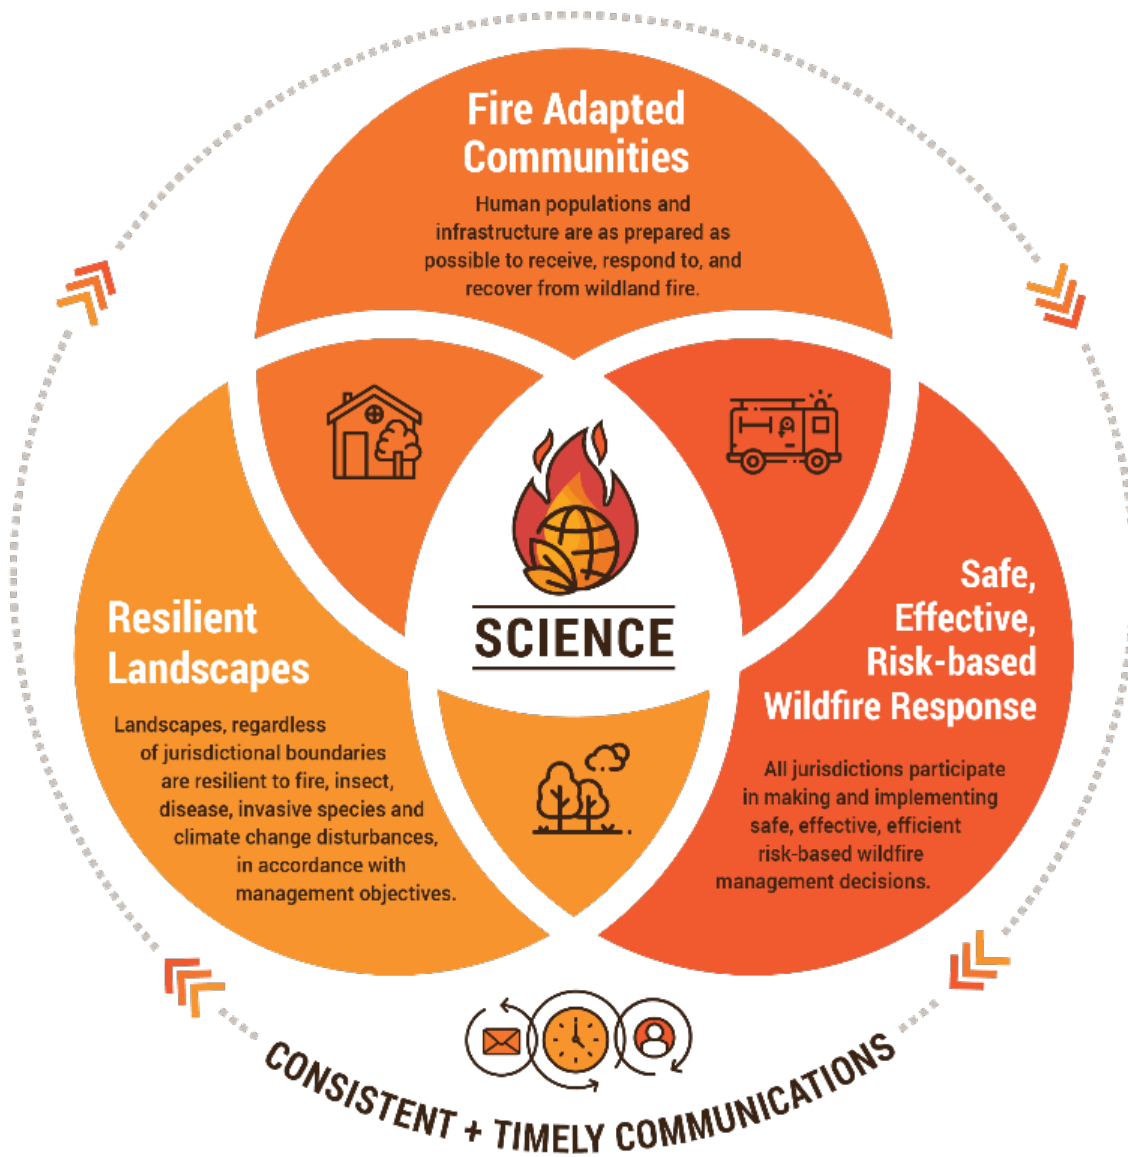 Fire Adapted
Communities
Human populations and
infrastructure are as prepared as
possible to receive, respond to, and
recover from wildland fire.
SCIENCE
Resilient
Landscapes
Landscapes, regardless
of jurisdictional boundaries
are resilient to fire, insect,
disease, invasive species and
climate change disturbances,
in accordance with
management objectives.
Safe,
Effective,
Risk-based
Wildfire Response
All jurisdictions participate
in making and implementing
safe, effective, efficient
risk-based wildfire
management decisions.
CONSISTENT + TIMELY COMMUNICATIONS